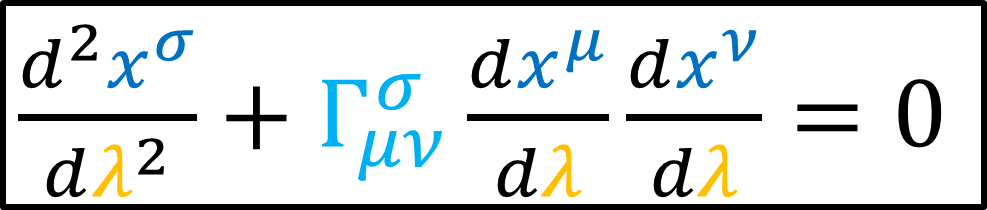 d²x^σ/dλ² + Γ^σ_μν dx^μ/dλ dx^ν/dλ = 0